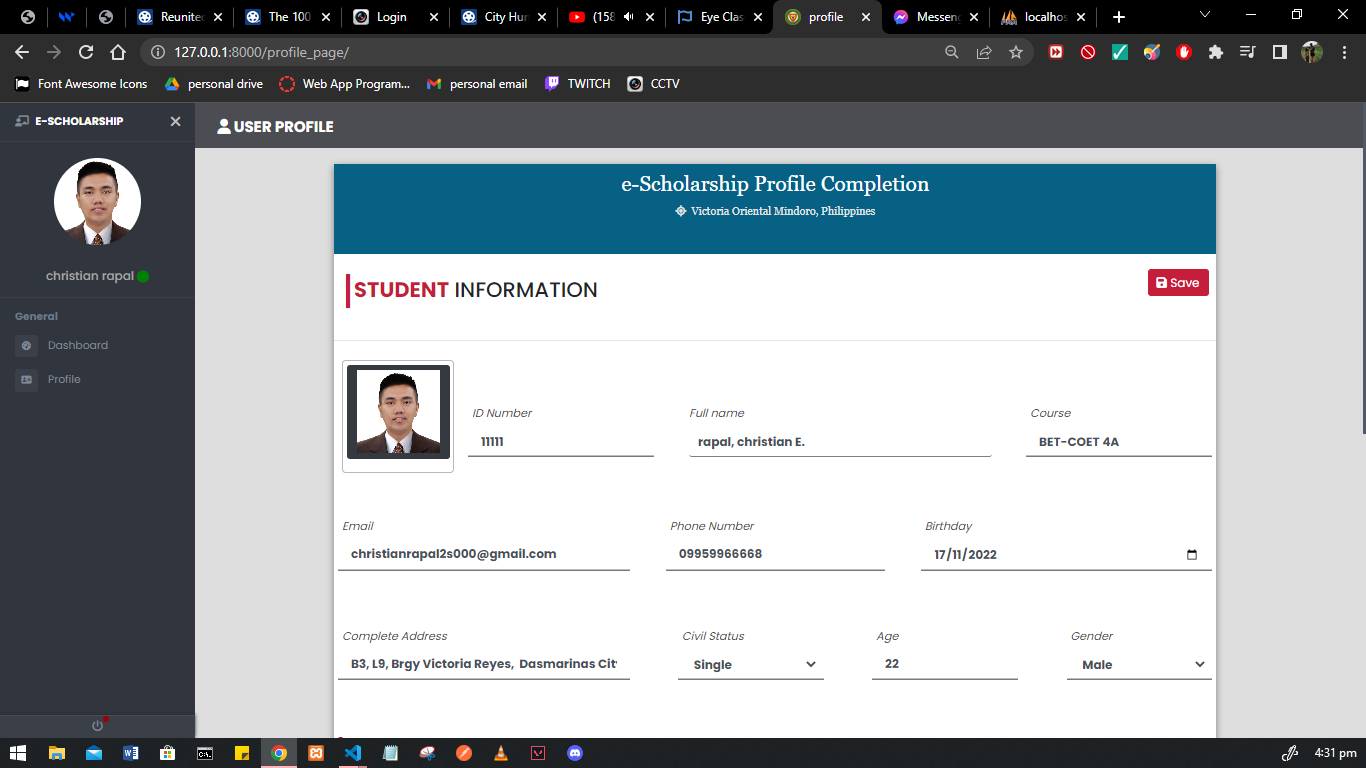 Reunited
The 100
Login
City Hun
(158
Eye Clas
profile
Messeng
localhos
127.0.0.1:8000/profile_page/
Font Awesome Icons
personal drive
Web App Program...
personal email
TWITCH
CCTV
E-SCHOLARSHIP
USER PROFILE
e-Scholarship Profile Completion
Victoria Oriental Mindoro, Philippines
christian rapal
General
Dashboard
Profile
STUDENT INFORMATION
Save
ID Number
Full name
Course
11111
rapal, christian E.
BET-COET 4A
Email
Phone Number
Birthday
christianrapal2s000@gmail.com
09959966668
17/11/2022
Complete Address
Civil Status
Age
Gender
B3, L9, Brgy Victoria Reyes, Dasmarinas Cit
Single
22
Male
4:31 pm